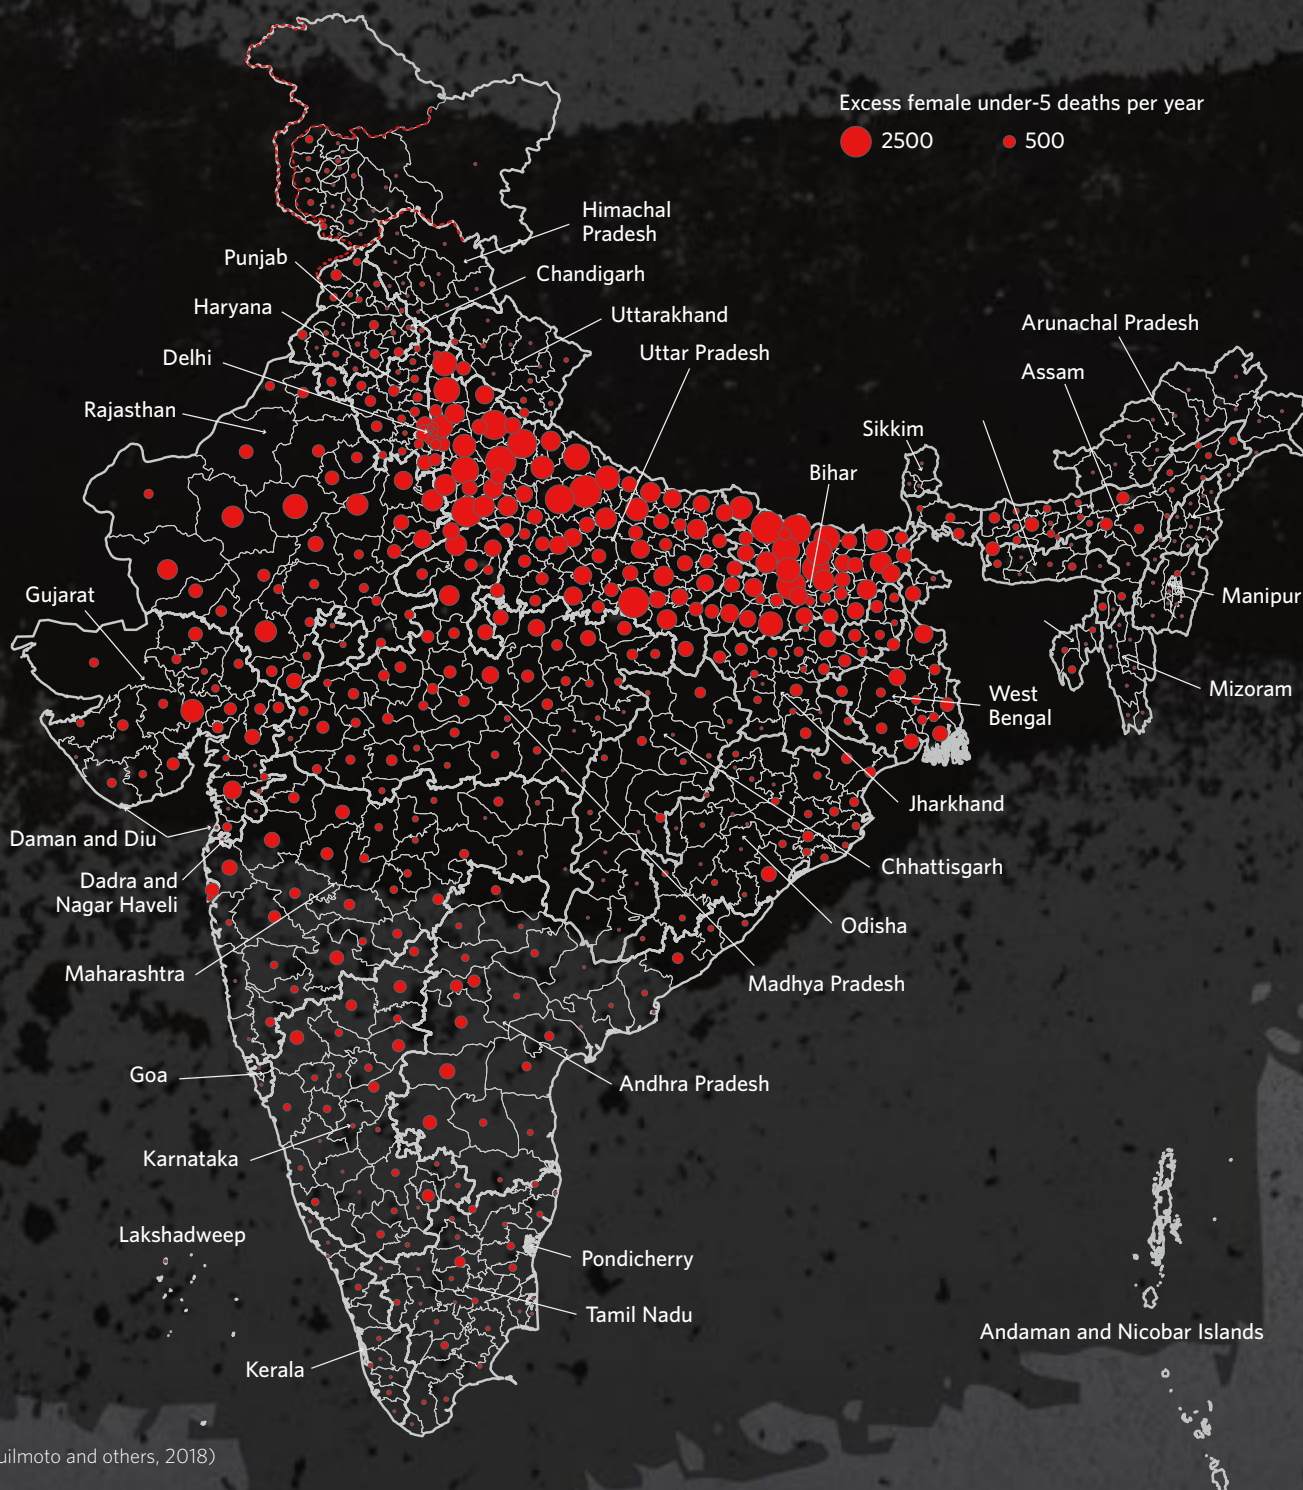 Excess female under-5 deaths per year
2500
500
Himachal
Pradesh
Punjab
Chandigarh
Haryana
Uttarakhand
Arunachal Pradesh
Delhi
Uttar Pradesh
Assam
Rajasthan
Sikkim
Bihar
Gujarat
Manipur
Mizoram
West
Bengal
Jharkhand
Daman and Diu
Chhattisgarh
Dadra and
Nagar Haveli
Odisha
Maharashtra
Madhya Pradesh
Goa
Andhra Pradesh
Karnataka
Lakshadweep
Pondicherry
Tamil Nadu
Andaman and Nicobar Islands
Kerala
uilmoto and others, 2018)